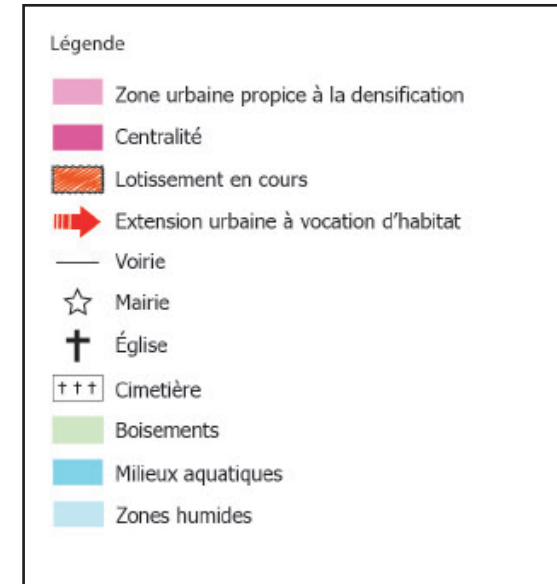 Légende
Zone urbaine propice à la densification
Centralité
Lotissement en cours
Extension urbaine à vocation d'habitat
Voirie
Mairie
Église
Cimetière
Boisements
Milieux aquatiques
Zones humides